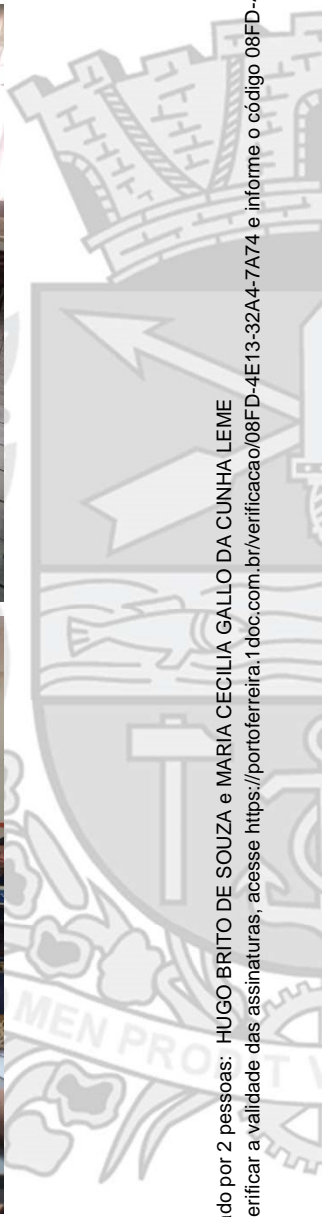 do por 2 pessoas: HUGO BRITO DE SOUZA e MARIA CECILIA GALLO DA CUNHA LEME
erificar a validade das assinaturas, acesse https://portoferreira.1doc.com.br/verificacao/08FD-4E13-32A4-7A74 e informe o código 08FD-
MEN PRO T V